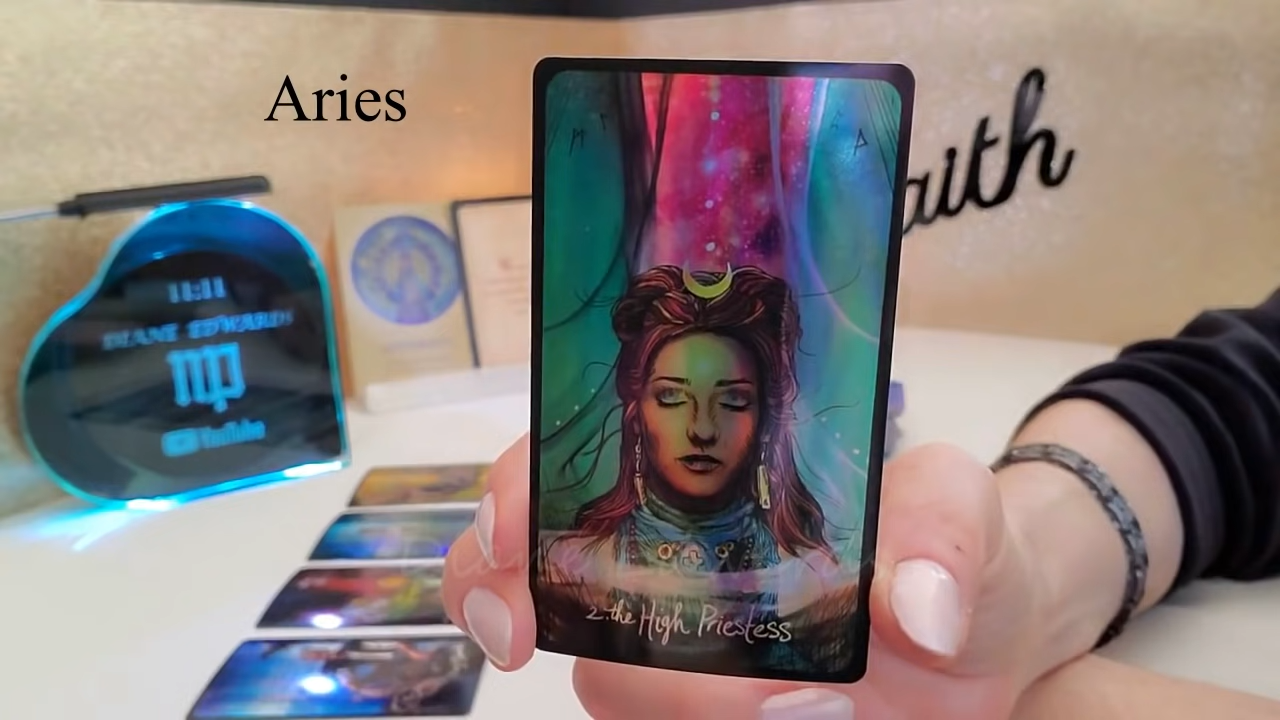 Aries
aith
11:11
DIANE EDWARDS
YouTube
2. the High Priestess